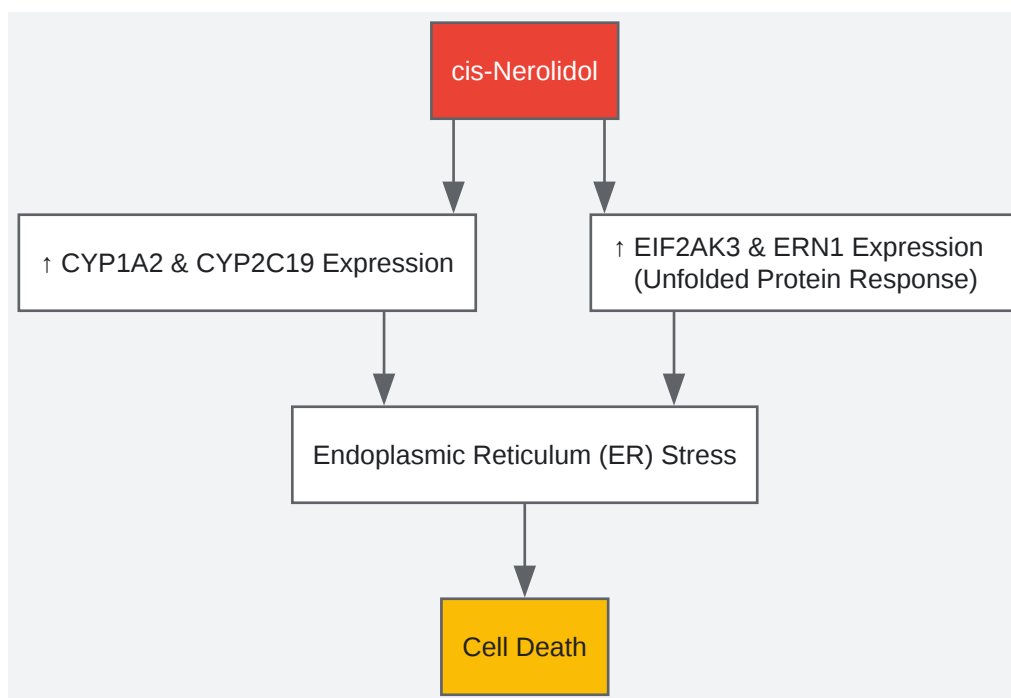 cis-Nerolidol
↑ CYP1A2 & CYP2C19 Expression
↑ EIF2AK3 & ERN1 Expression
(Unfolded Protein Response)
Endoplasmic Reticulum (ER) Stress
Cell Death